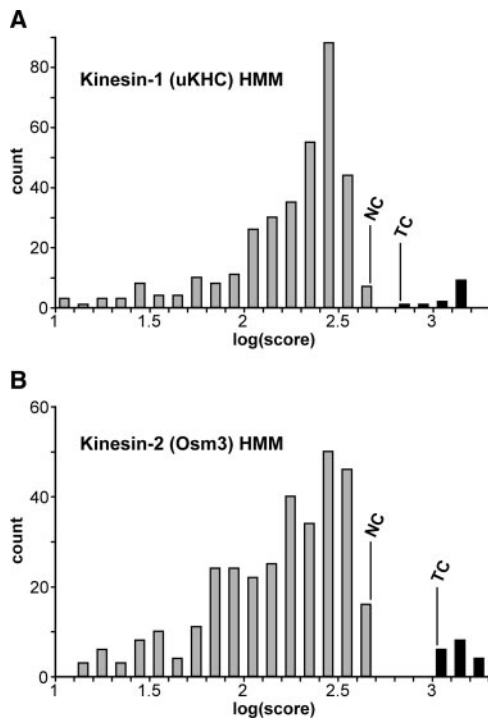 A
Kinesin-1 (uKHC) HMM
count
80
60
40
20
0
NC
TC
1
1.5
2
2.5
3
log(score)
B
Kinesin-2 (Osm3) HMM
count
60
40
20
0
NC
TC
1
1.5
2
2.5
3
log(score)